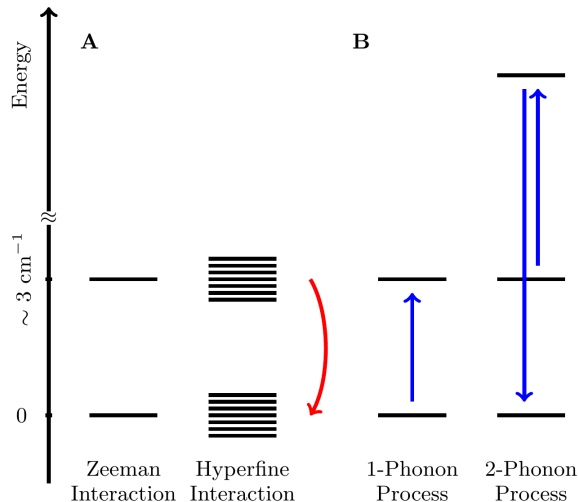 A
B
Energy
~ 3 cm⁻¹
0
Zeeman
Interaction
Hyperfine
Interaction
1-Phonon
Process
2-Phonon
Process